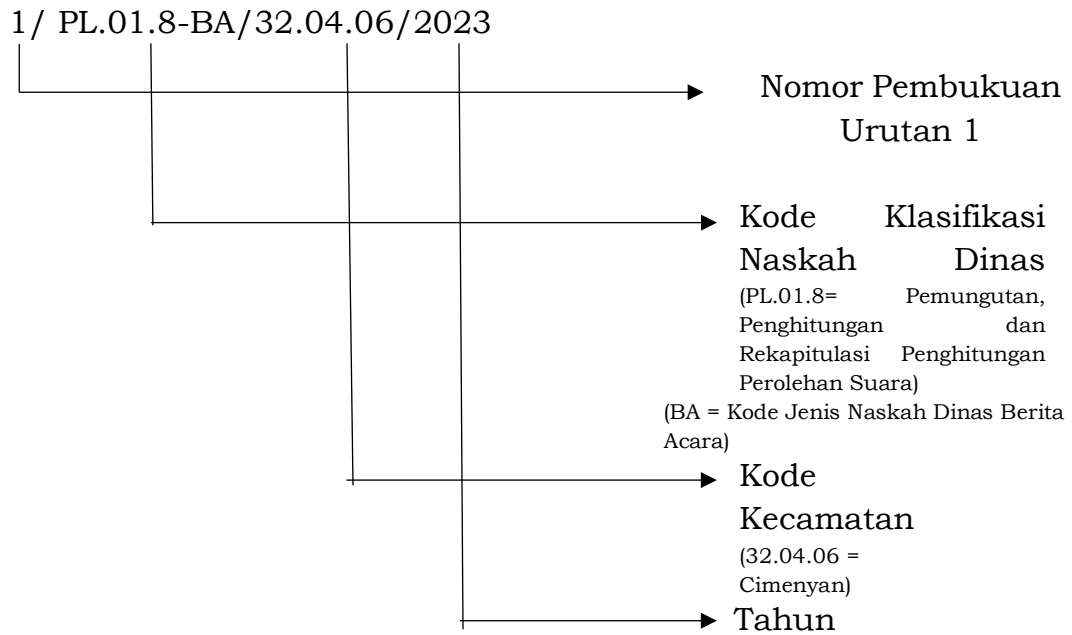 1/ PL.01.8-BA/32.04.06/2023
Nomor Pembukuan
Urutan 1
Kode Klasifikasi
Naskah Dinas
(PL.01.8= Pemungutan,
Penghitungan dan
Rekapitulasi Penghitungan
Perolehan Suara)
(BA = Kode Jenis Naskah Dinas Berita
Acara)
Kode
Kecamatan
(32.04.06 =
Cimenyan)
Tahun